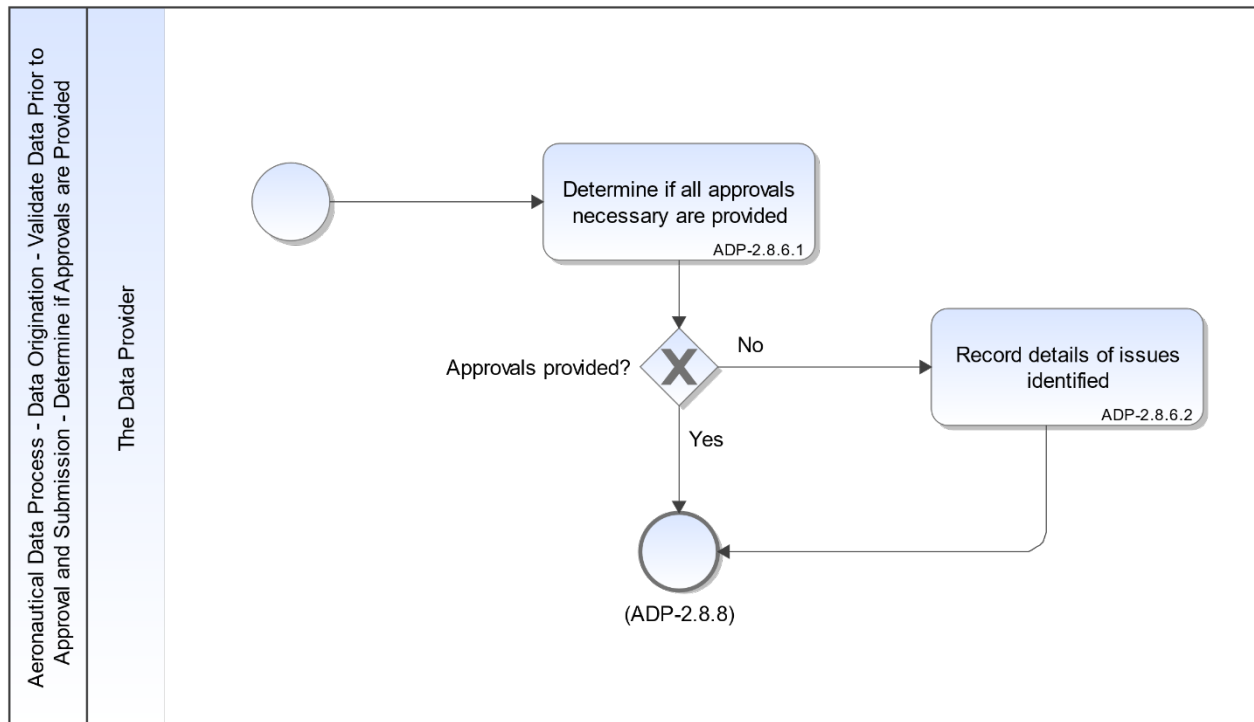 Aeronautical Data Process - Data Origination - Validate Data Prior to
Approval and Submission - Determine if Approvals are Provided
The Data Provider
Determine if all approvals
necessary are provided
ADP-2.8.6.1
Approvals provided?
No
Record details of issues
identified
ADP-2.8.6.2
Yes
(ADP-2.8.8)